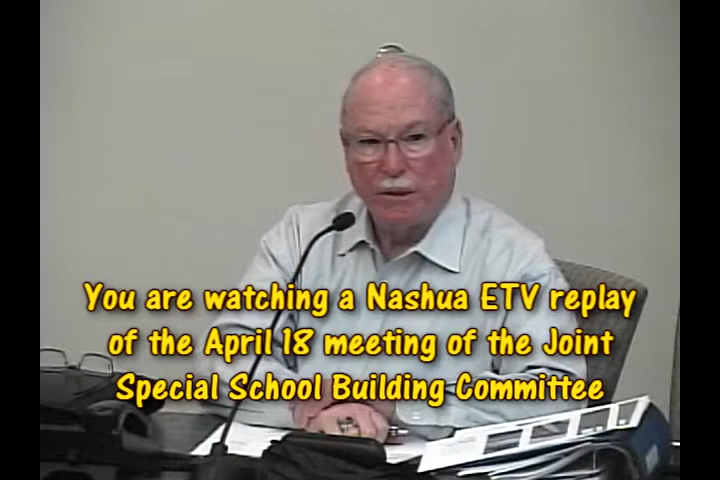 You are watching a Nashua ETV replay
of the April 18 meeting of the Joint
Special School Building Committee